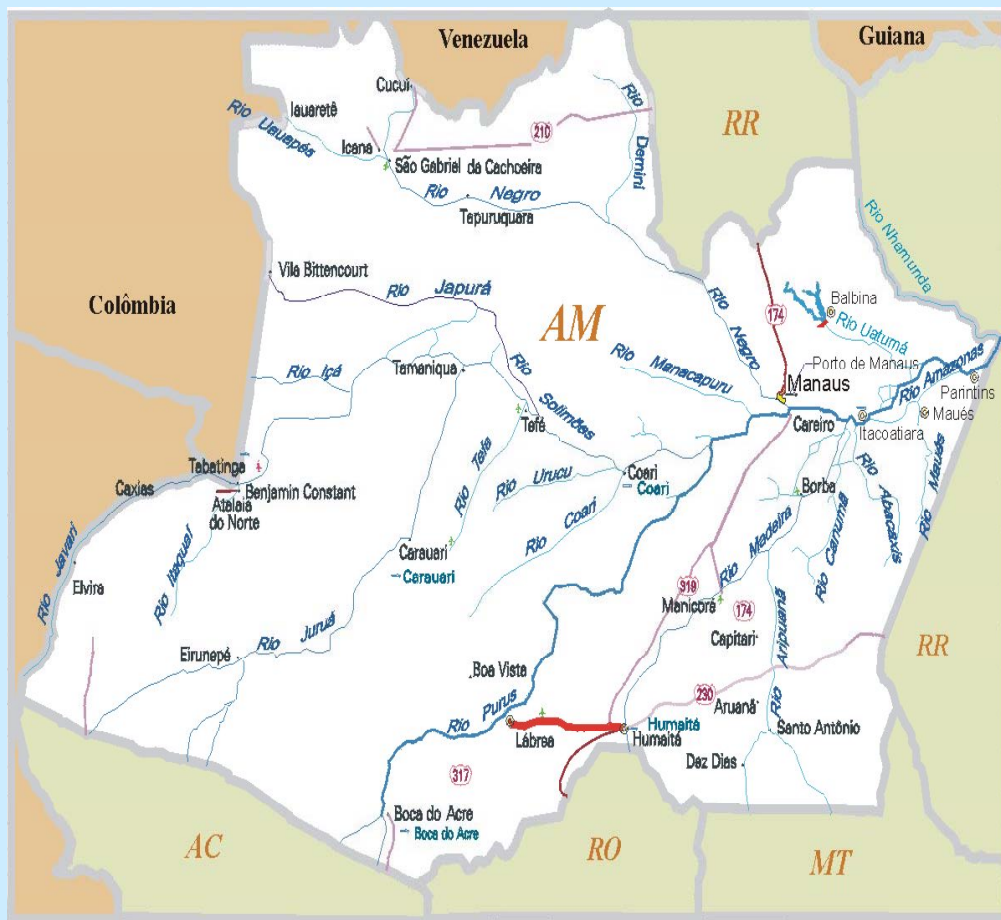 Venezuela
Guiana
Cucuí
Iauaretê
Rio Uauapés
RR
Rio Demini
210
Içana
São Gabriel da Cachoeira
Rio Negro
Tapuruquara
Rio Nhamunda
Vila Bittencourt
Rio Japurá
Colômbia
AM
Rio Negro
174
Balbina
Rio Uatumã
Rio Içá
Tamaniqua
Rio Manacapuru
Porto de Manaus
Manaus
Rio Amazonas
Parintins
Rio Solimões
Tefé
Careiro
Itacoatiara
Maués
Tabatinga
Rio Tefé
Rio Urucu
Coari
Coari
Caxias
Benjamin Constant
Atalaia
do Norte
Rio Coari
Borba
Rio Abacaxis
Rio Maués
Rio Madeira
Rio Canumã
Rio Javari
Elvira
Rio Itaquaí
Carauari
Carauari
319
Manicoré
174
Capitari
Rio Aripuanã
Rio Juruá
Eirunepé
Boa Vista
RR
230
Aruanã
Rio Purus
Lábrea
Humaitá
Humaitá
Santo Antônio
Dez Dias
317
Boca do Acre
Boca do Acre
AC
RO
MT